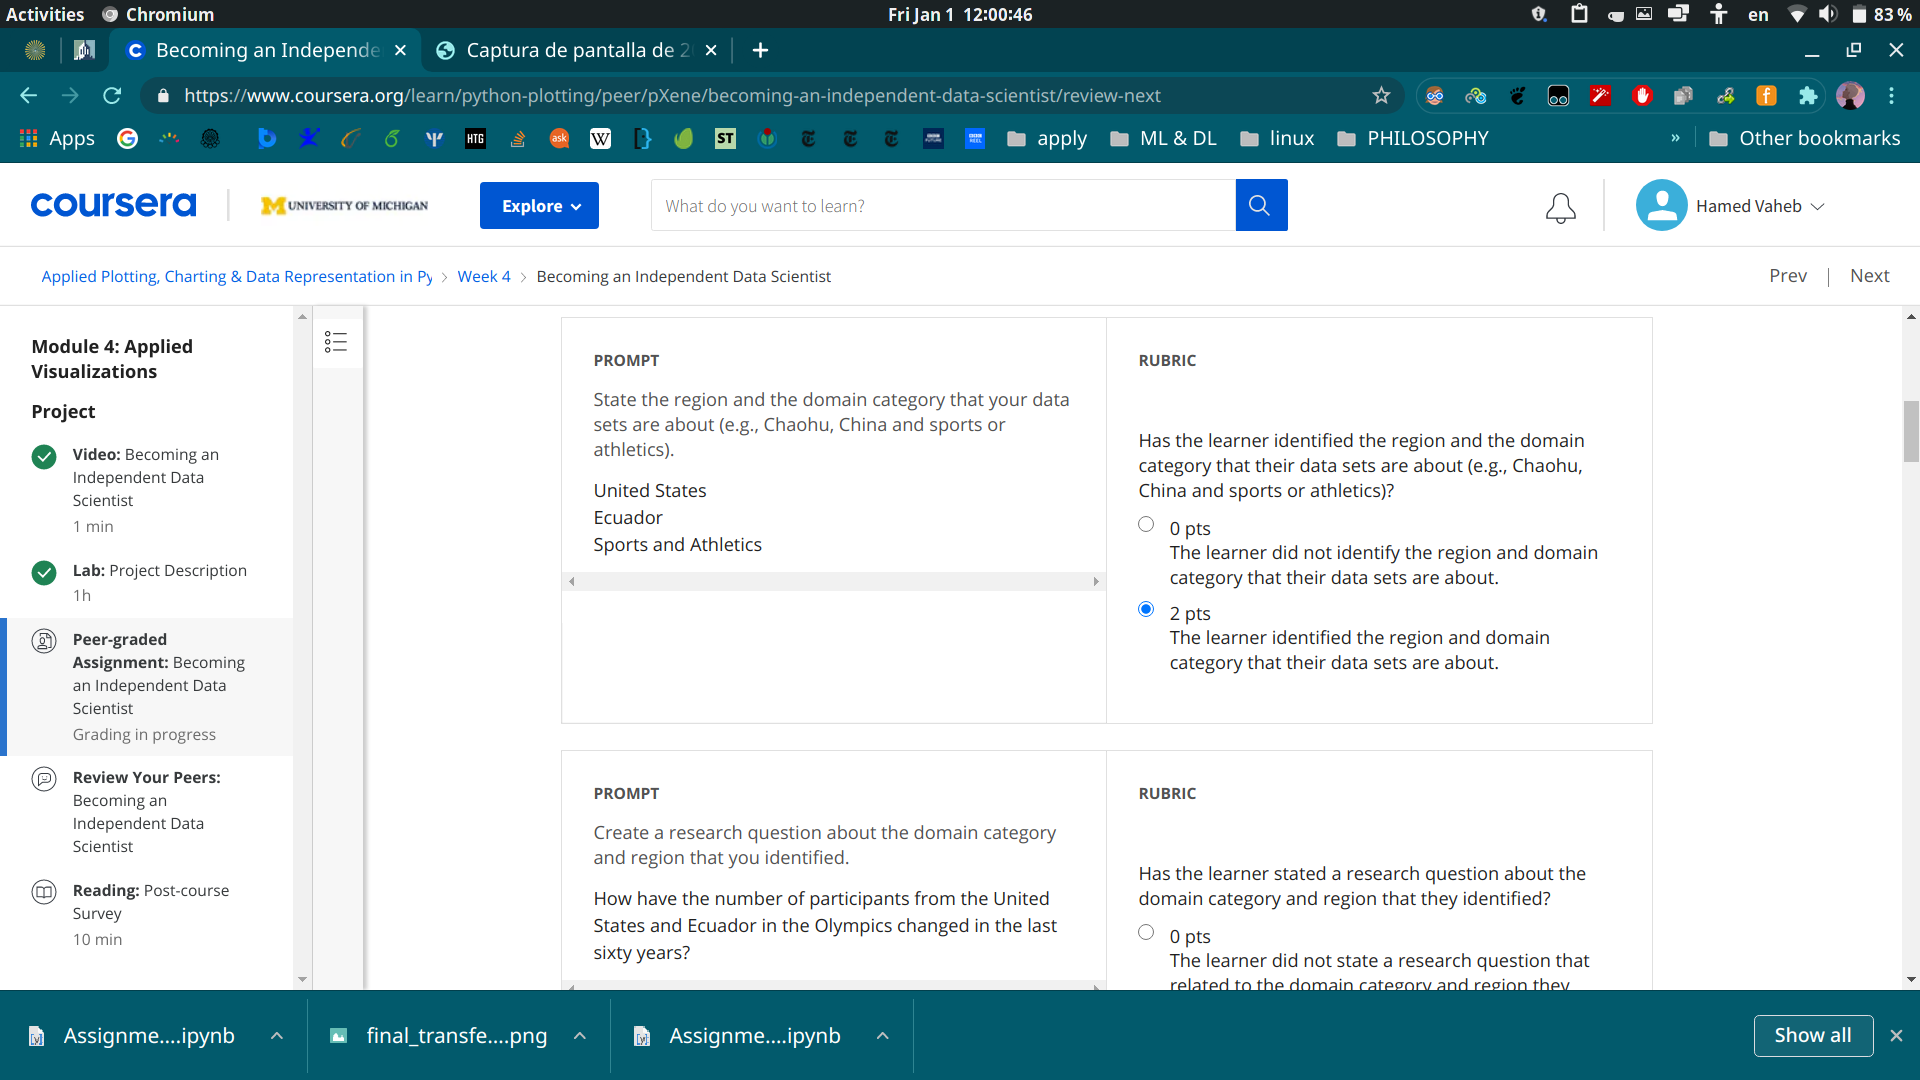 Activities
Chromium
Fri Jan 1 12:00:46
en
83 %
Becoming an Independe
Captura de pantalla de 2
https://www.coursera.org/learn/python-plotting/peer/pXene/becoming-an-independent-data-scientist/review-next
Apps
HTG
ask
W
ST
apply
ML & DL
linux
PHILOSOPHY
»
Other bookmarks
coursera
M UNIVERSITY OF MICHIGAN
Explore
What do you want to learn?
Hamed Vaheb
Applied Plotting, Charting & Data Representation in Py
Week 4
Becoming an Independent Data Scientist
Prev
Next
Module 4: Applied
Visualizations
Project
Video: Becoming an
Independent Data
Scientist
1 min
Lab: Project Description
1h
Peer-graded
Assignment: Becoming
an Independent Data
Scientist
Grading in progress
Review Your Peers:
Becoming an
Independent Data
Scientist
Reading: Post-course
Survey
10 min
PROMPT
State the region and the domain category that your data
sets are about (e.g., Chaohu, China and sports or
athletics).
United States
Ecuador
Sports and Athletics
RUBRIC
Has the learner identified the region and the domain
category that their data sets are about (e.g., Chaohu,
China and sports or athletics)?
0 pts
The learner did not identify the region and domain
category that their data sets are about.
2 pts
The learner identified the region and domain
category that their data sets are about.
PROMPT
Create a research question about the domain category
and region that you identified.
How have the number of participants from the United
States and Ecuador in the Olympics changed in the last
sixty years?
RUBRIC
Has the learner stated a research question about the
domain category and region that they identified?
0 pts
The learner did not state a research question that
related to the domain category and region they
Assignme....ipynb
final_transfe....png
Assignme....ipynb
Show all